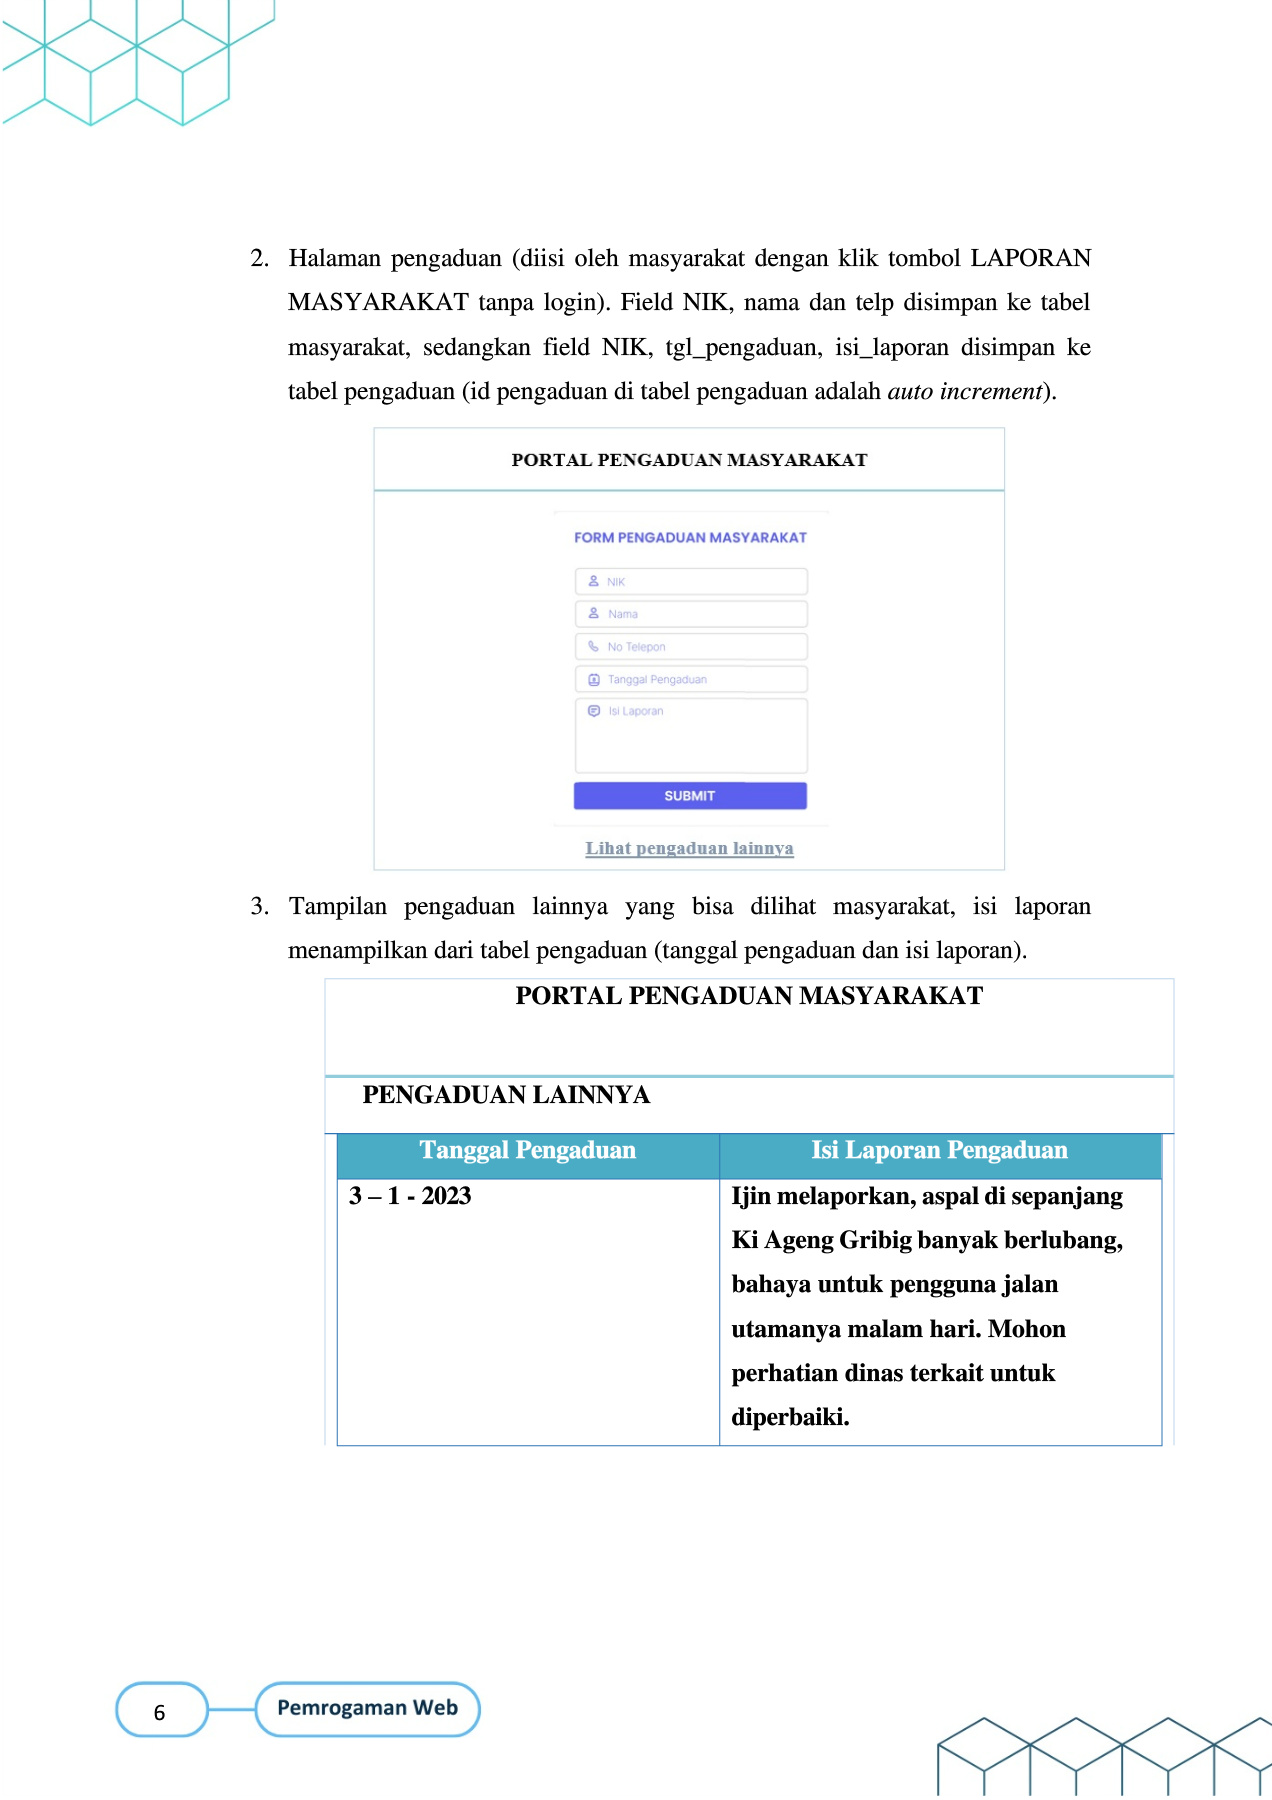 2. Halaman pengaduan (diisi oleh masyarakat dengan klik tombol LAPORAN
MASYARAKAT tanpa login). Field NIK, nama dan telp disimpan ke tabel
masyarakat, sedangkan field NIK, tgl_pengaduan, isi_laporan disimpan ke
tabel pengaduan (id pengaduan di tabel pengaduan adalah auto increment).
PORTAL PENGADUAN MASYARAKAT
FORM PENGADUAN MASYARAKAT
NIK
Nama
No Telepon
Tanggal Pengaduan
Isi Laporan
SUBMIT
Lihat pengaduan lainnya
3. Tampilan pengaduan lainnya yang bisa dilihat masyarakat, isi laporan
menampilkan dari tabel pengaduan (tanggal pengaduan dan isi laporan).
PORTAL PENGADUAN MASYARAKAT
PENGADUAN LAINNYA
Tanggal Pengaduan Isi Laporan Pengaduan
3 – 1 - 2023 Ijin melaporkan, aspal di sepanjang
Ki Ageng Gribig banyak berlubang,
bahaya untuk pengguna jalan
utamanya malam hari. Mohon
perhatian dinas terkait untuk
diperbaiki.
6 Pemrogaman Web